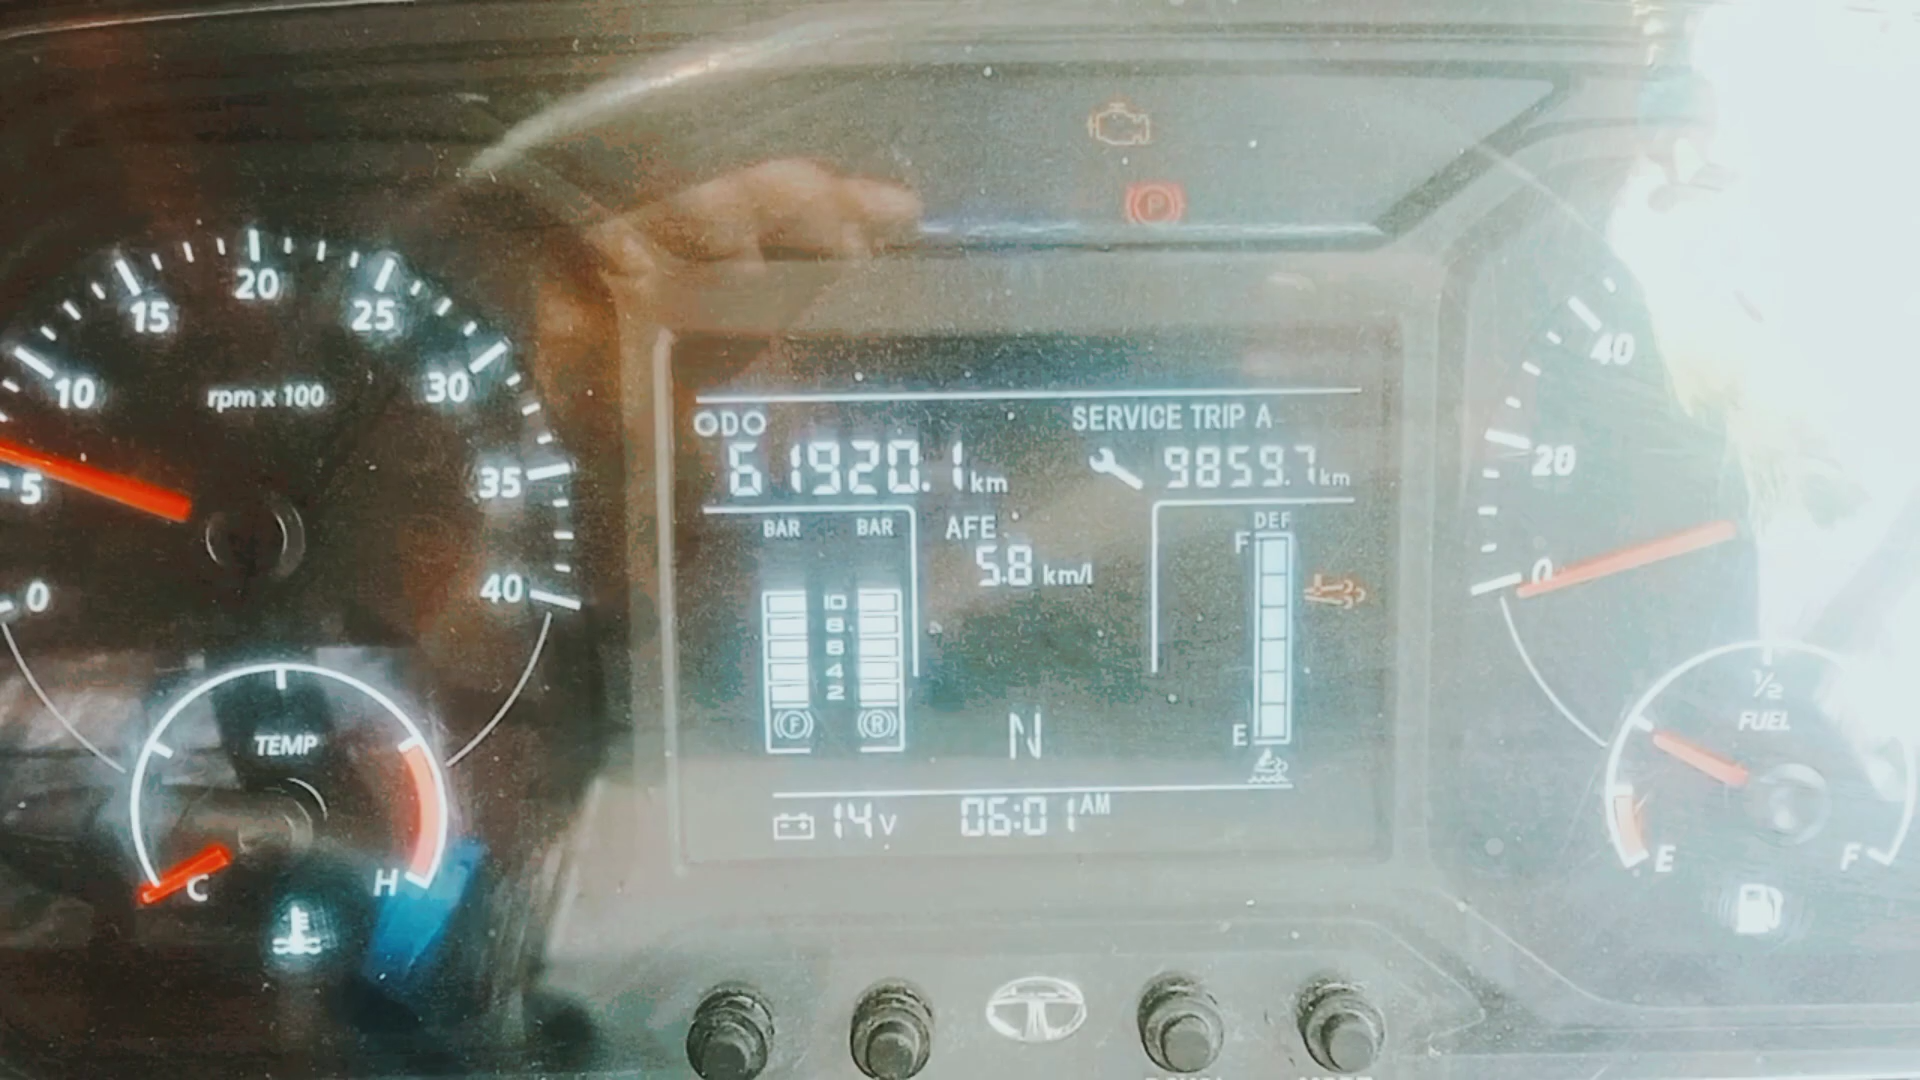 15 20 25
10 30
rpm x 100
5 35
0 40
TEMP
C H
ODO SERVICE TRIP A
61920.1 km 9859.7 km
BAR BAR AFE DEF
5.8 km/l
F
10
8
6
4
2
F R
N
E
14 V 06:01 AM
P
40
20
0
1/2
FUEL
E F